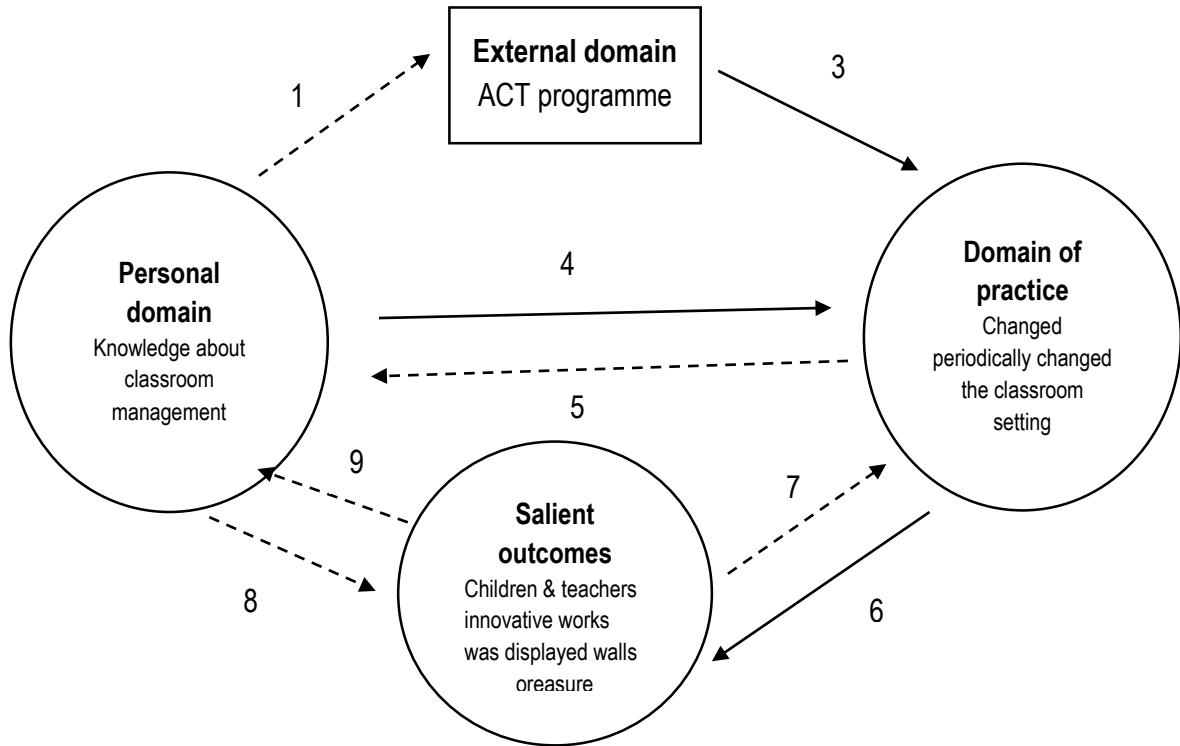 External domain
ACT programme
1
3
Personal
domain
Knowledge about
classroom
management
4
5
Domain of
practice
Changed
periodically changed
the classroom
setting
9
7
Salient
outcomes
Children & teachers
innovative works
was displayed walls
oreasure
8
6